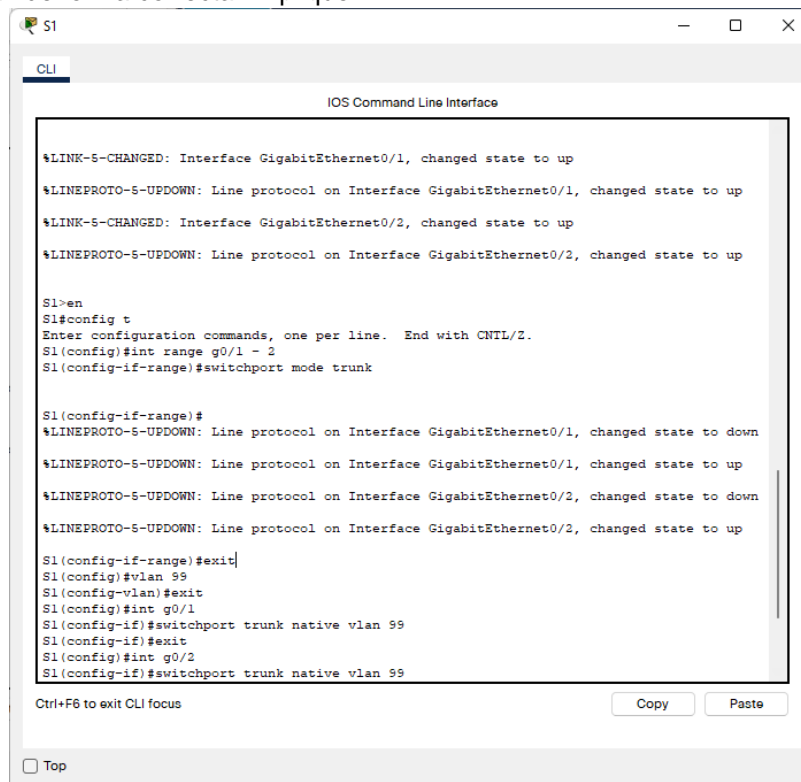 S1
CLI
IOS Command Line Interface
%LINK-5-CHANGED: Interface GigabitEthernet0/1, changed state to up
%LINEPROTO-5-UPDOWN: Line protocol on Interface GigabitEthernet0/1, changed state to up
%LINK-5-CHANGED: Interface GigabitEthernet0/2, changed state to up
%LINEPROTO-5-UPDOWN: Line protocol on Interface GigabitEthernet0/2, changed state to up
S1>en
S1#config t
Enter configuration commands, one per line.  End with CNTL/Z.
S1(config)#int range g0/1 - 2
S1(config-if-range)#switchport mode trunk
S1(config-if-range)#
%LINEPROTO-5-UPDOWN: Line protocol on Interface GigabitEthernet0/1, changed state to down
%LINEPROTO-5-UPDOWN: Line protocol on Interface GigabitEthernet0/1, changed state to up
%LINEPROTO-5-UPDOWN: Line protocol on Interface GigabitEthernet0/2, changed state to down
%LINEPROTO-5-UPDOWN: Line protocol on Interface GigabitEthernet0/2, changed state to up
S1(config-if-range)#exit
S1(config)#vlan 99
S1(config-vlan)#exit
S1(config)#int g0/1
S1(config-if)#switchport trunk native vlan 99
S1(config-if)#exit
S1(config)#int g0/2
S1(config-if)#switchport trunk native vlan 99
Ctrl+F6 to exit CLI focus
Copy
Paste
Top